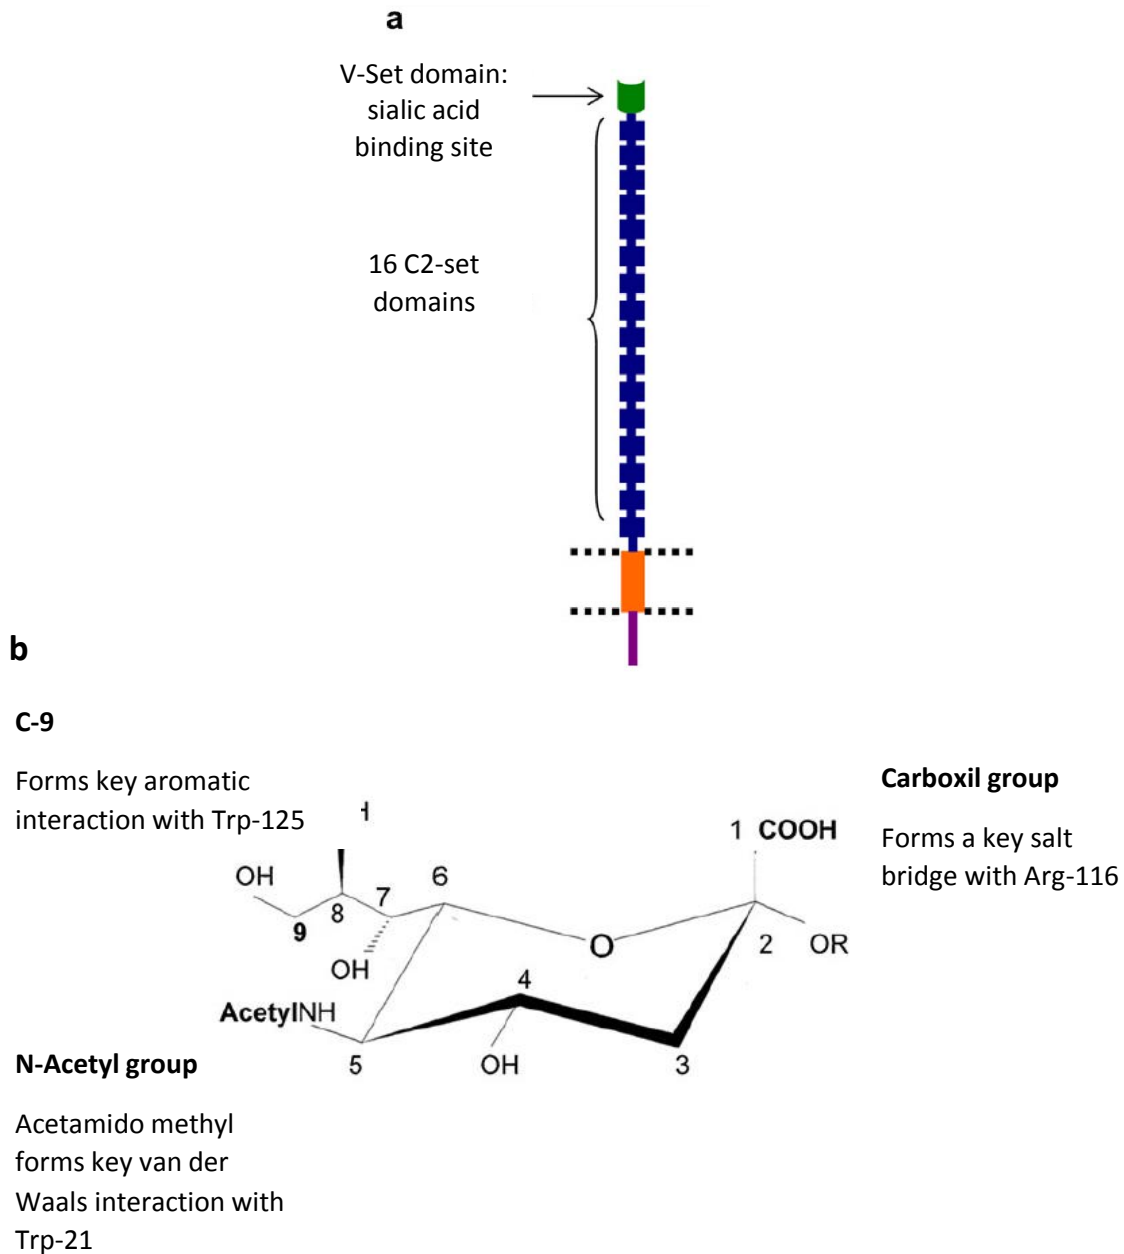 a
V-Set domain:
sialic acid
binding site
16 C2-set
domains
b
C-9
Forms key aromatic
interaction with Trp-125
Carboxil group
Forms a key salt
bridge with Arg-116
1 COOH
OH
6
7
8
9
OH
O
2
OR
4
AcetylNH
5
OH
3
N-Acetyl group
Acetamido methyl
forms key van der
Waals interaction with
Trp-21